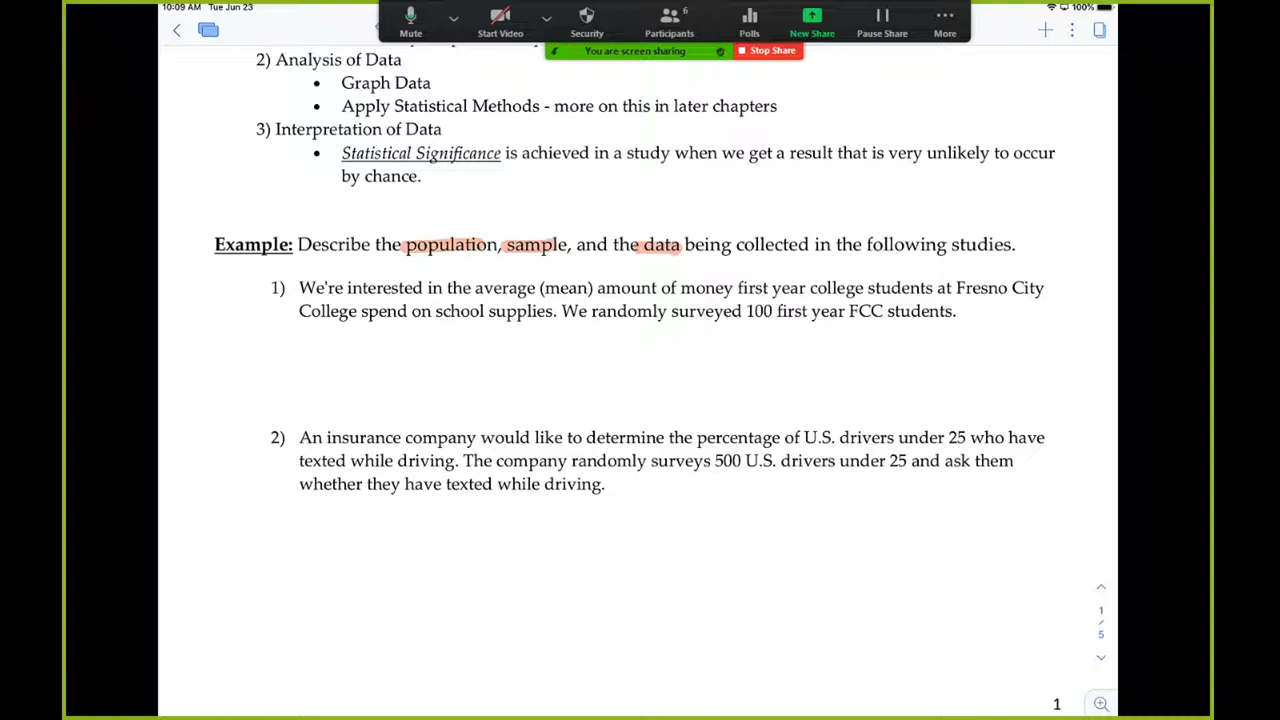 10:09 AM Tue Jun 23
100%
Mute
Start Video
Security
6
Participants
Polls
New Share
Pause Share
More
You are screen sharing
Stop Share
2) Analysis of Data
• Graph Data
• Apply Statistical Methods - more on this in later chapters
3) Interpretation of Data
• Statistical Significance is achieved in a study when we get a result that is very unlikely to occur
by chance.
Example: Describe the population, sample, and the data being collected in the following studies.
1) We're interested in the average (mean) amount of money first year college students at Fresno City
College spend on school supplies. We randomly surveyed 100 first year FCC students.
2) An insurance company would like to determine the percentage of U.S. drivers under 25 who have
texted while driving. The company randomly surveys 500 U.S. drivers under 25 and ask them
whether they have texted while driving.
1
/
5
1